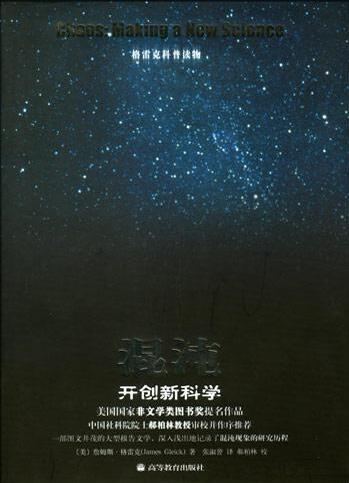 Chaos: Making a New Science
格雷克科普读物
混沌
开创新科学
美国国家非文学类图书奖提名作品
中国社科院院士郝柏林教授审校并作序推荐
一部图文并茂的大型报告文学，深入浅出地记录了混沌现象的研究历程
〔美〕詹姆斯·格雷克(James Gleick) 著 张淑誉 译 郝柏林 校
高等教育出版社